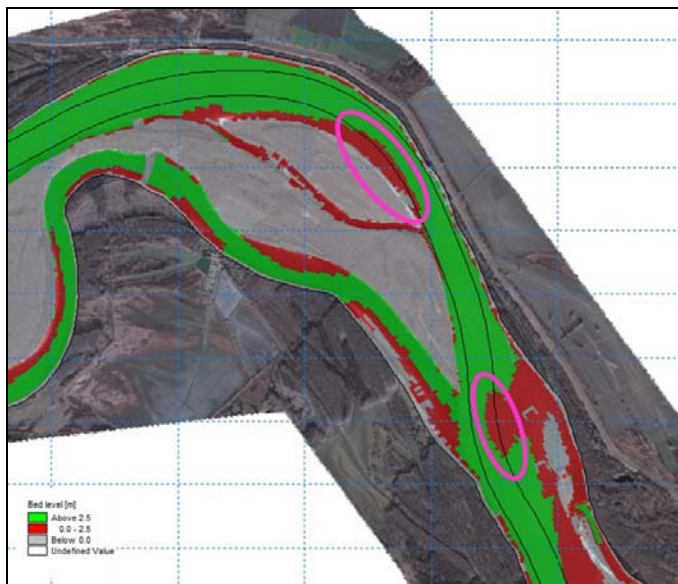 Bed level [m]
Above 2.5
0.0 - 2.5
Below 0.0
Undefined Value